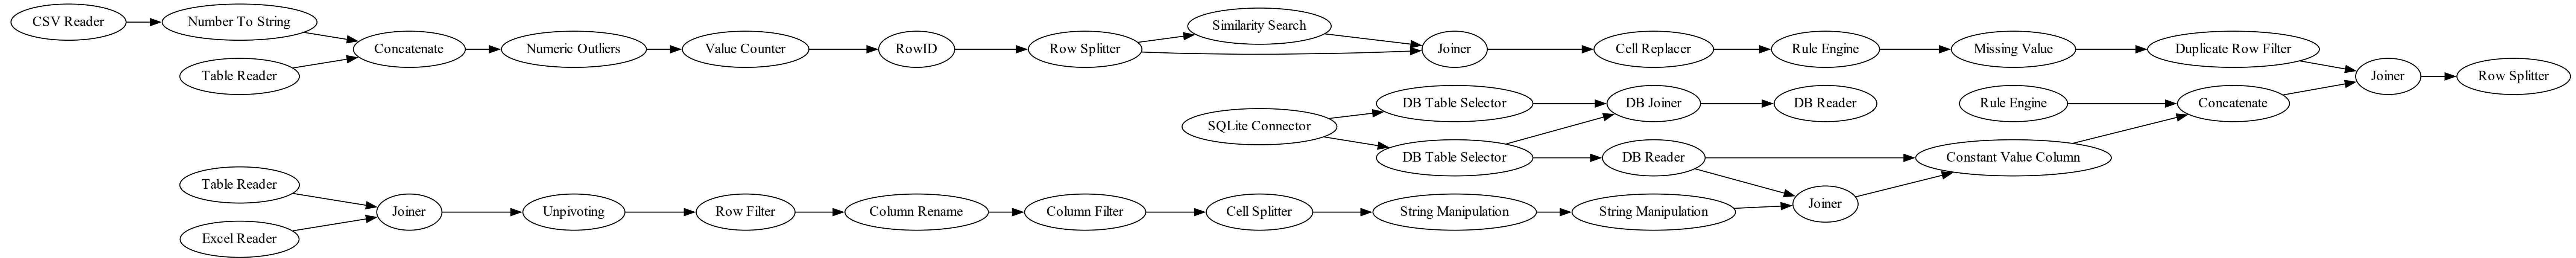 CSV Reader
Number To String
Table Reader
Concatenate
Numeric Outliers
Value Counter
RowID
Row Splitter
Similarity Search
Joiner
Cell Replacer
Rule Engine
Missing Value
Duplicate Row Filter
Joiner
Row Splitter
SQLite Connector
DB Table Selector
DB Table Selector
DB Joiner
DB Reader
DB Reader
Rule Engine
Concatenate
Constant Value Column
Table Reader
Excel Reader
Joiner
Unpivoting
Row Filter
Column Rename
Column Filter
Cell Splitter
String Manipulation
String Manipulation
Joiner